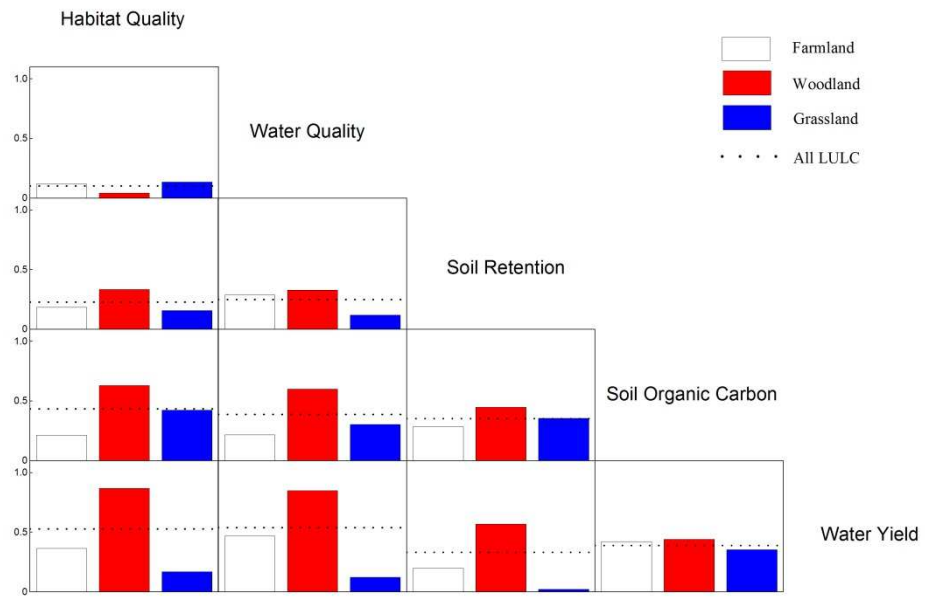 Habitat Quality
Farmland
Woodland
Grassland
All LULC
1.0
0.5
0
Water Quality
1.0
0.5
0
Soil Retention
1.0
0.5
0
Soil Organic Carbon
1.0
0.5
0
Water Yield